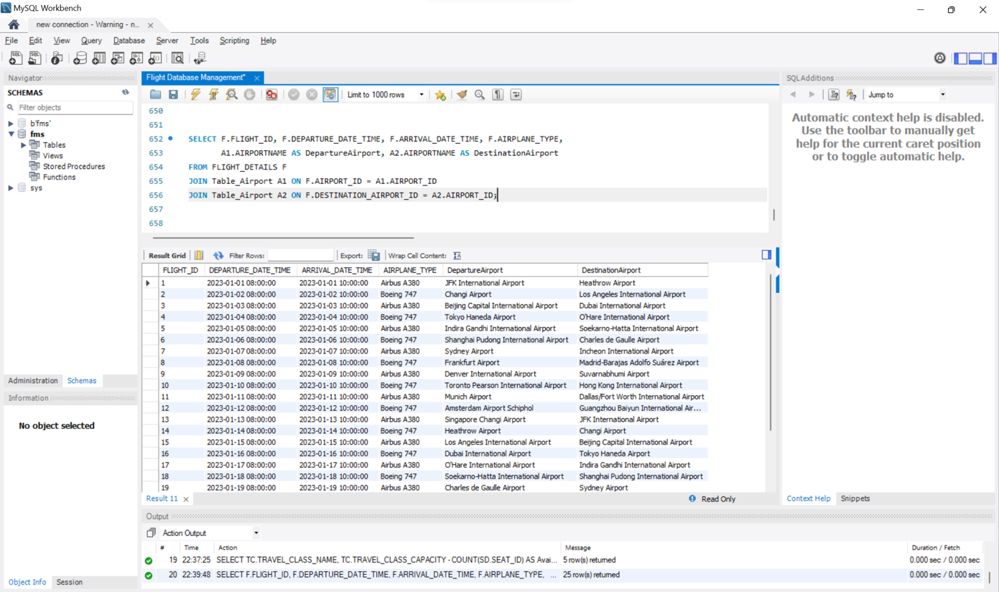 MySQL Workbench
new connection - Warning - n...
File Edit View Query Database Server Tools Scripting Help
Navigator
SCHEMAS
Filter objects
b'fms'
fms
Tables
Views
Stored Procedures
Functions
sys
Administration Schemas
Information
No object selected
Object Info Session
Flight Database Management*
Limit to 1000 rows
650
651
652 SELECT F.FLIGHT_ID, F.DEPARTURE_DATE_TIME, F.ARRIVAL_DATE_TIME, F.AIRPLANE_TYPE,
653 A1.AIRPORTNAME AS DepartureAirport, A2.AIRPORTNAME AS DestinationAirport
654 FROM FLIGHT_DETAILS F
655 JOIN Table_Airport A1 ON F.AIRPORT_ID = A1.AIRPORT_ID
656 JOIN Table_Airport A2 ON F.DESTINATION_AIRPORT_ID = A2.AIRPORT_ID;
657
658
Result Grid Filter Rows: Export: Wrap Cell Content:
FLIGHT_ID DEPARTURE_DATE_TIME ARRIVAL_DATE_TIME AIRPLANE_TYPE DepartureAirport DestinationAirport
1 2023-01-01 08:00:00 2023-01-01 10:00:00 Airbus A380 JFK International Airport Heathrow Airport
2 2023-01-02 08:00:00 2023-01-02 10:00:00 Boeing 747 Changi Airport Los Angeles International Airport
3 2023-01-03 08:00:00 2023-01-03 10:00:00 Airbus A380 Beijing Capital International Airport Dubai International Airport
4 2023-01-04 08:00:00 2023-01-04 10:00:00 Boeing 747 Tokyo Haneda Airport O'Hare International Airport
5 2023-01-05 08:00:00 2023-01-05 10:00:00 Airbus A380 Indira Gandhi International Airport Soekarno-Hatta International Airport
6 2023-01-06 08:00:00 2023-01-06 10:00:00 Boeing 747 Shanghai Pudong International Airport Charles de Gaulle Airport
7 2023-01-07 08:00:00 2023-01-07 10:00:00 Airbus A380 Sydney Airport Incheon International Airport
8 2023-01-08 08:00:00 2023-01-08 10:00:00 Boeing 747 Frankfurt Airport Madrid-Barajas Adolfo Suárez Airport
9 2023-01-09 08:00:00 2023-01-09 10:00:00 Airbus A380 Denver International Airport Suvarnabhumi Airport
10 2023-01-10 08:00:00 2023-01-10 10:00:00 Boeing 747 Toronto Pearson International Airport Hong Kong International Airport
11 2023-01-11 08:00:00 2023-01-11 10:00:00 Airbus A380 Munich Airport Dallas/Fort Worth International Airport
12 2023-01-12 08:00:00 2023-01-12 10:00:00 Boeing 747 Amsterdam Airport Schiphol Guangzhou Baiyun International Air...
13 2023-01-13 08:00:00 2023-01-13 10:00:00 Airbus A380 Singapore Changi Airport JFK International Airport
14 2023-01-14 08:00:00 2023-01-14 10:00:00 Boeing 747 Heathrow Airport Changi Airport
15 2023-01-15 08:00:00 2023-01-15 10:00:00 Airbus A380 Los Angeles International Airport Beijing Capital International Airport
16 2023-01-16 08:00:00 2023-01-16 10:00:00 Boeing 747 Dubai International Airport Tokyo Haneda Airport
17 2023-01-17 08:00:00 2023-01-17 10:00:00 Airbus A380 O'Hare International Airport Indira Gandhi International Airport
18 2023-01-18 08:00:00 2023-01-18 10:00:00 Boeing 747 Soekarno-Hatta International Airport Shanghai Pudong International Airport
19 2023-01-19 08:00:00 2023-01-19 10:00:00 Airbus A380 Charles de Gaulle Airport Sydney Airport
Result 11 Read Only
SQLAdditions
Jump to
Automatic context help is disabled.
Use the toolbar to manually get
help for the current caret position
or to toggle automatic help.
Context Help Snippets
Output
Action Output
# Time Action Message Duration / Fetch
19 22:37:25 SELECT TC.TRAVEL_CLASS_NAME, TC.TRAVEL_CLASS_CAPACITY - COUNT(SD.SEAT_ID) AS Avai... 5 row(s) returned 0.000 sec / 0.000 sec
20 22:39:48 SELECT F.FLIGHT_ID, F.DEPARTURE_DATE_TIME, F.ARRIVAL_DATE_TIME, F.AIRPLANE_TYPE, ... 25 row(s) returned 0.000 sec / 0.000 sec